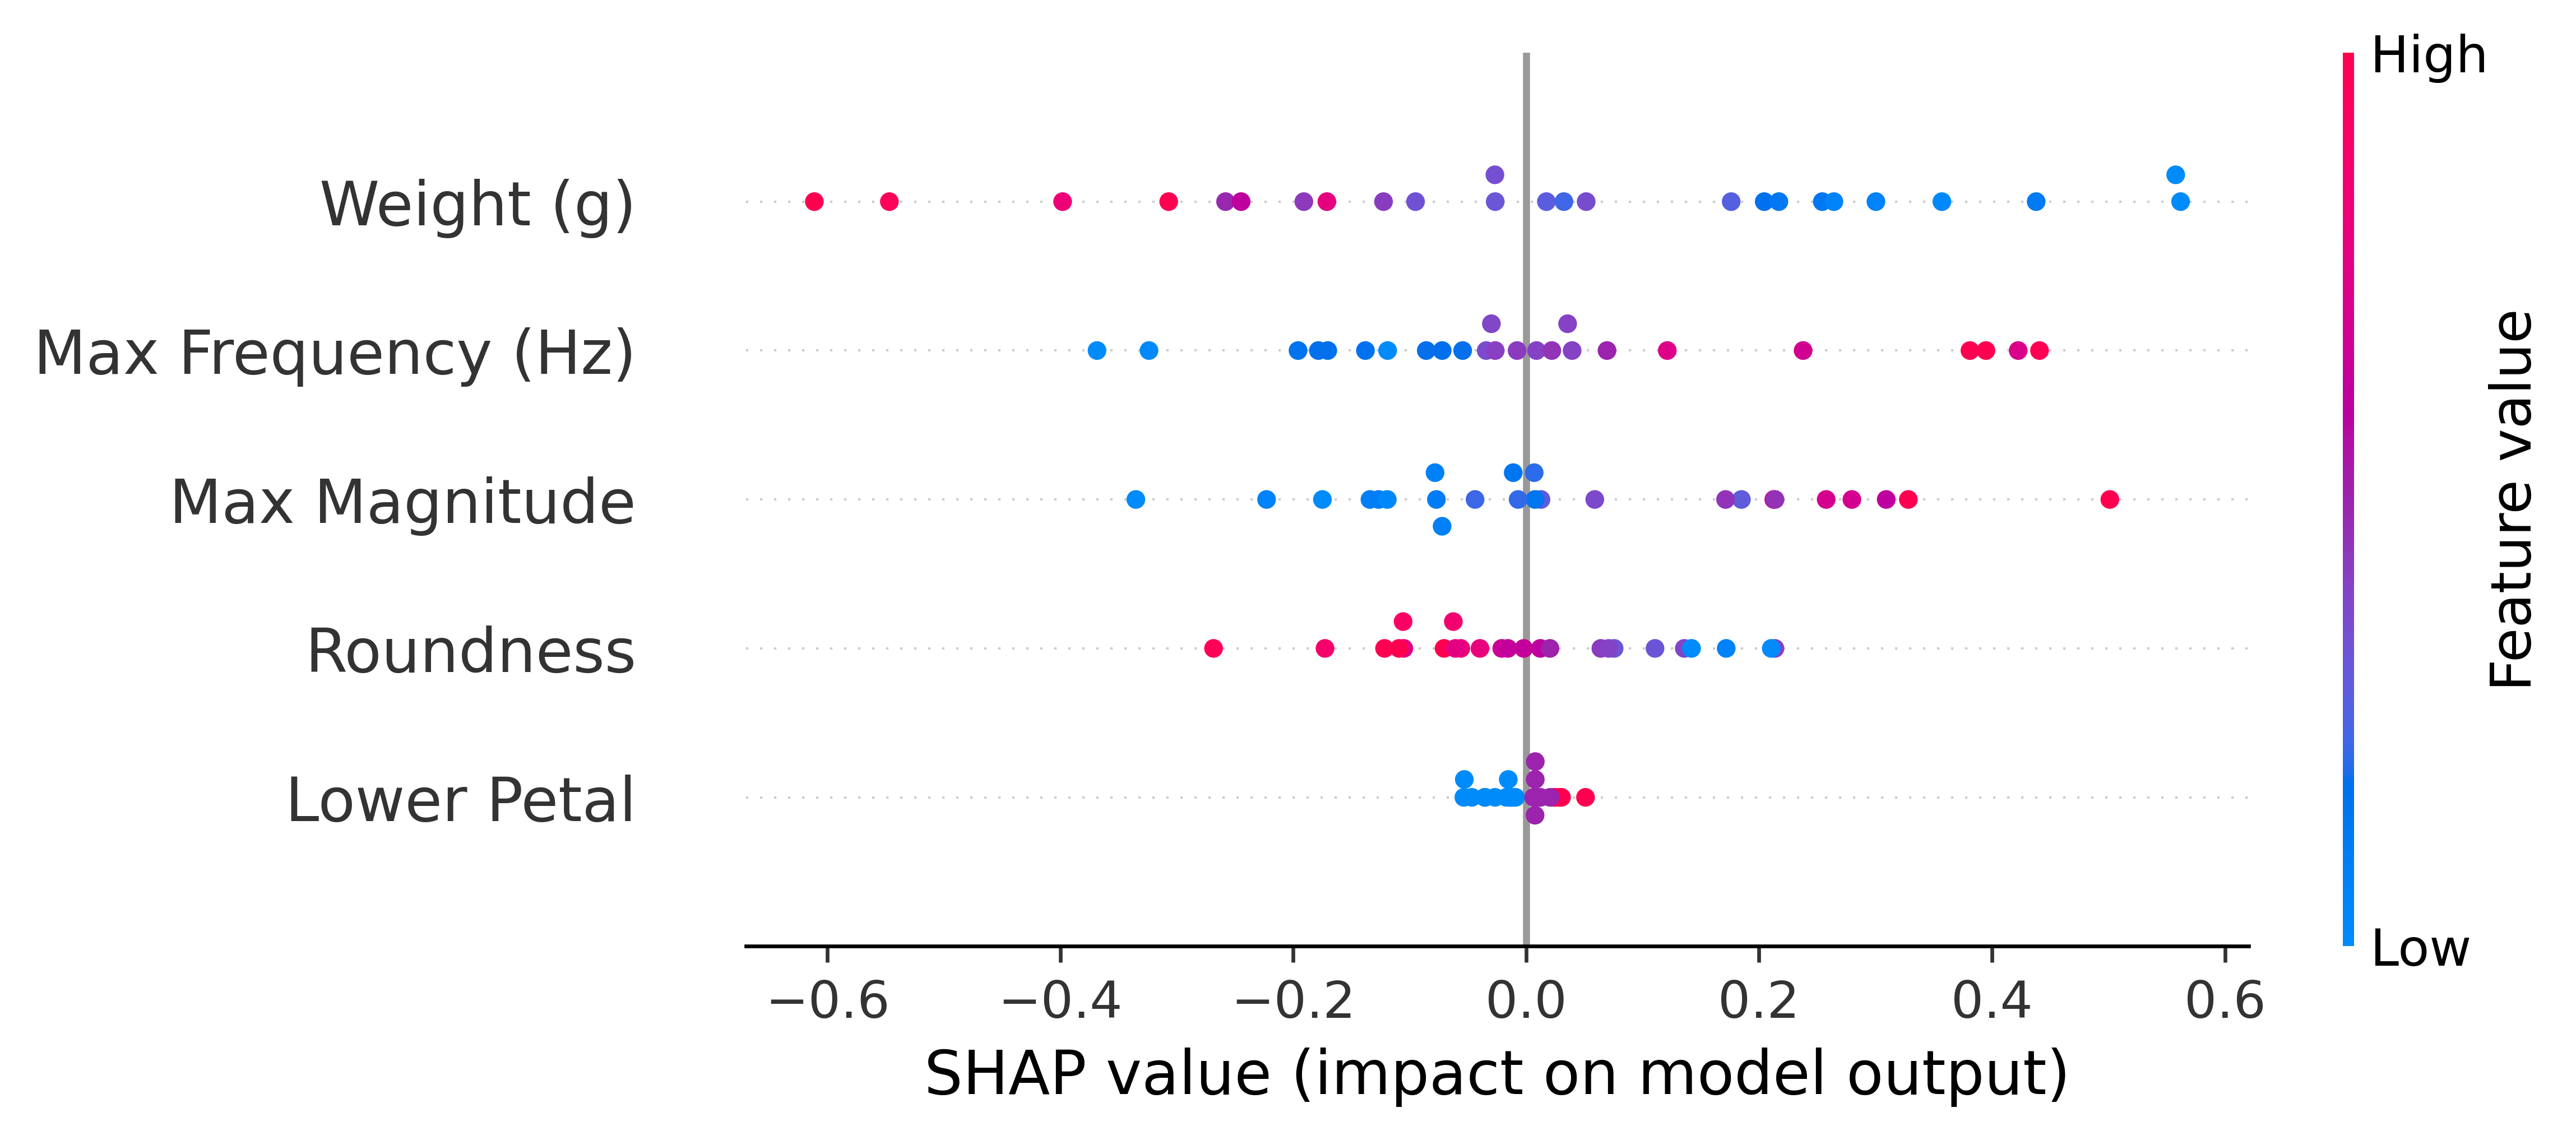 High
Weight (g)
Max Frequency (Hz)
Max Magnitude
Roundness
Lower Petal
Feature value
Low
−0.6 −0.4 −0.2 0.0 0.2 0.4 0.6
SHAP value (impact on model output)